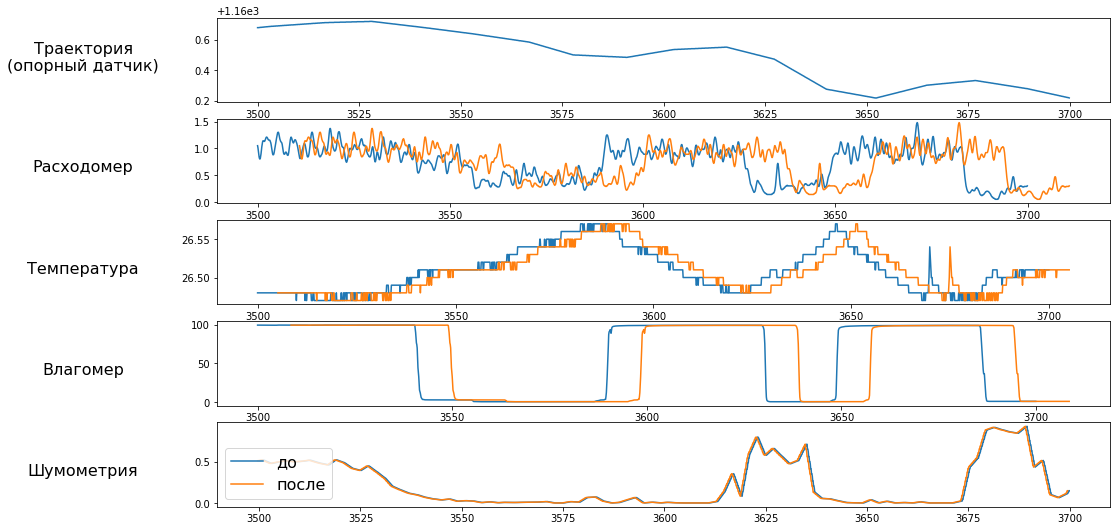 +1.16e3
Траектория
(опорный датчик)
0.6
0.4
0.2
3500 3525 3550 3575 3600 3625 3650 3675 3700
Расходомер
1.5
1.0
0.5
0.0
3500 3550 3600 3650 3700
Температура
26.55
26.50
3500 3550 3600 3650 3700
Влагомер
100
50
0
3500 3550 3600 3650 3700
Шумометрия
0.5
0.0
до
после
3500 3525 3550 3575 3600 3625 3650 3675 3700